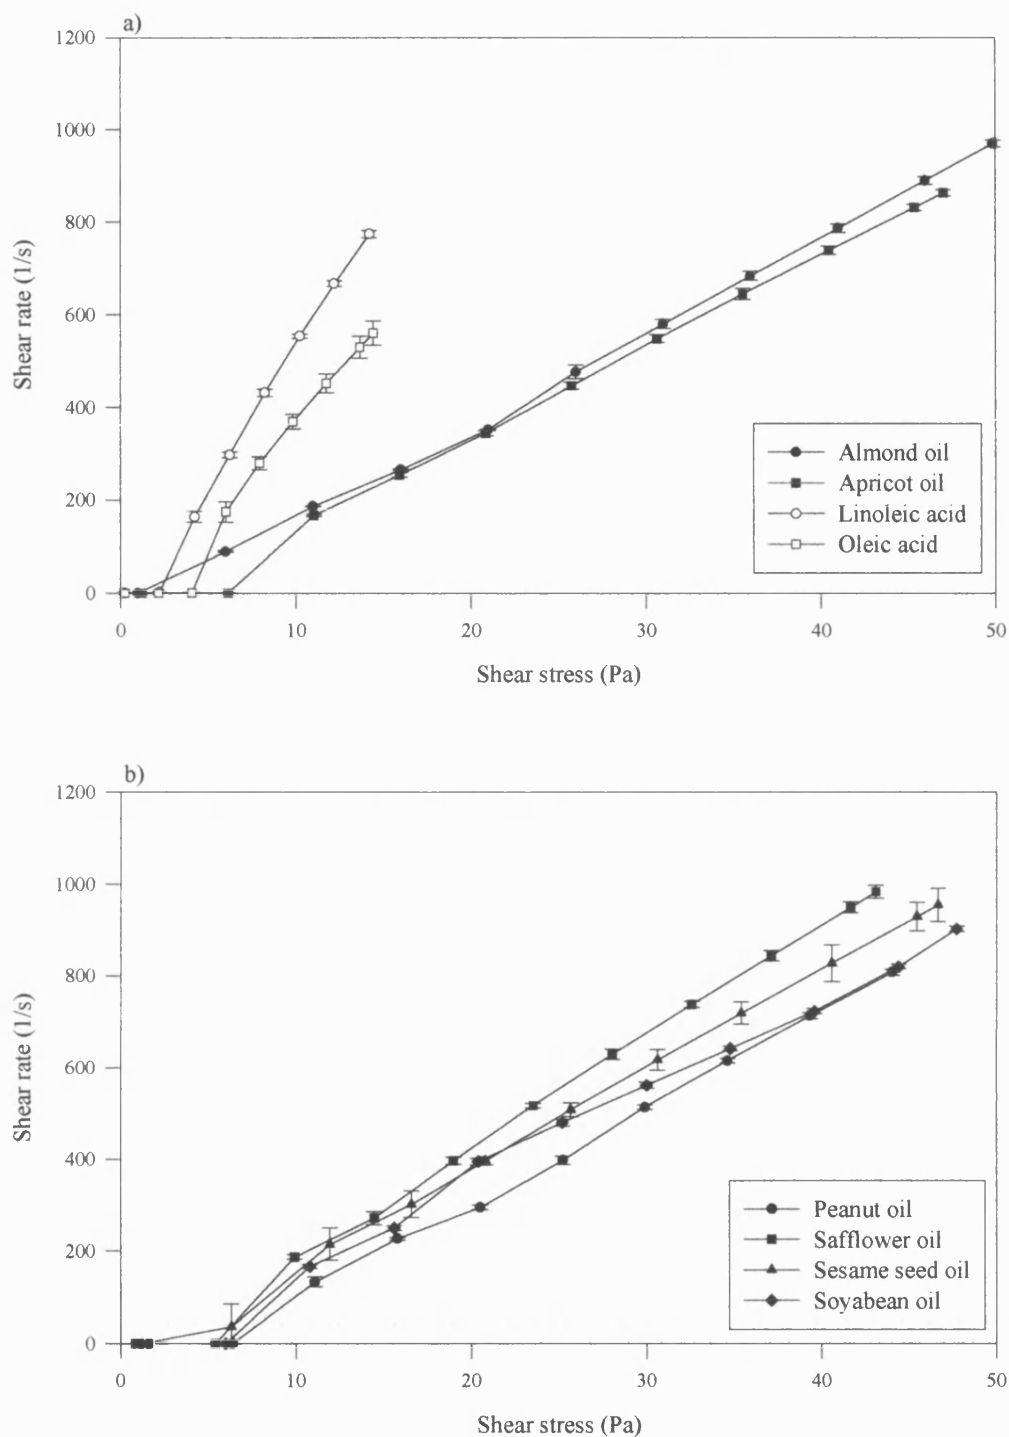 a)
1200
1000
800
600
400
200
0
Shear rate (1/s)
Almond oil
Apricot oil
Linoleic acid
Oleic acid
0 10 20 30 40 50
Shear stress (Pa)
b)
1200
1000
800
600
400
200
0
Shear rate (1/s)
Peanut oil
Safflower oil
Sesame seed oil
Soyabean oil
0 10 20 30 40 50
Shear stress (Pa)